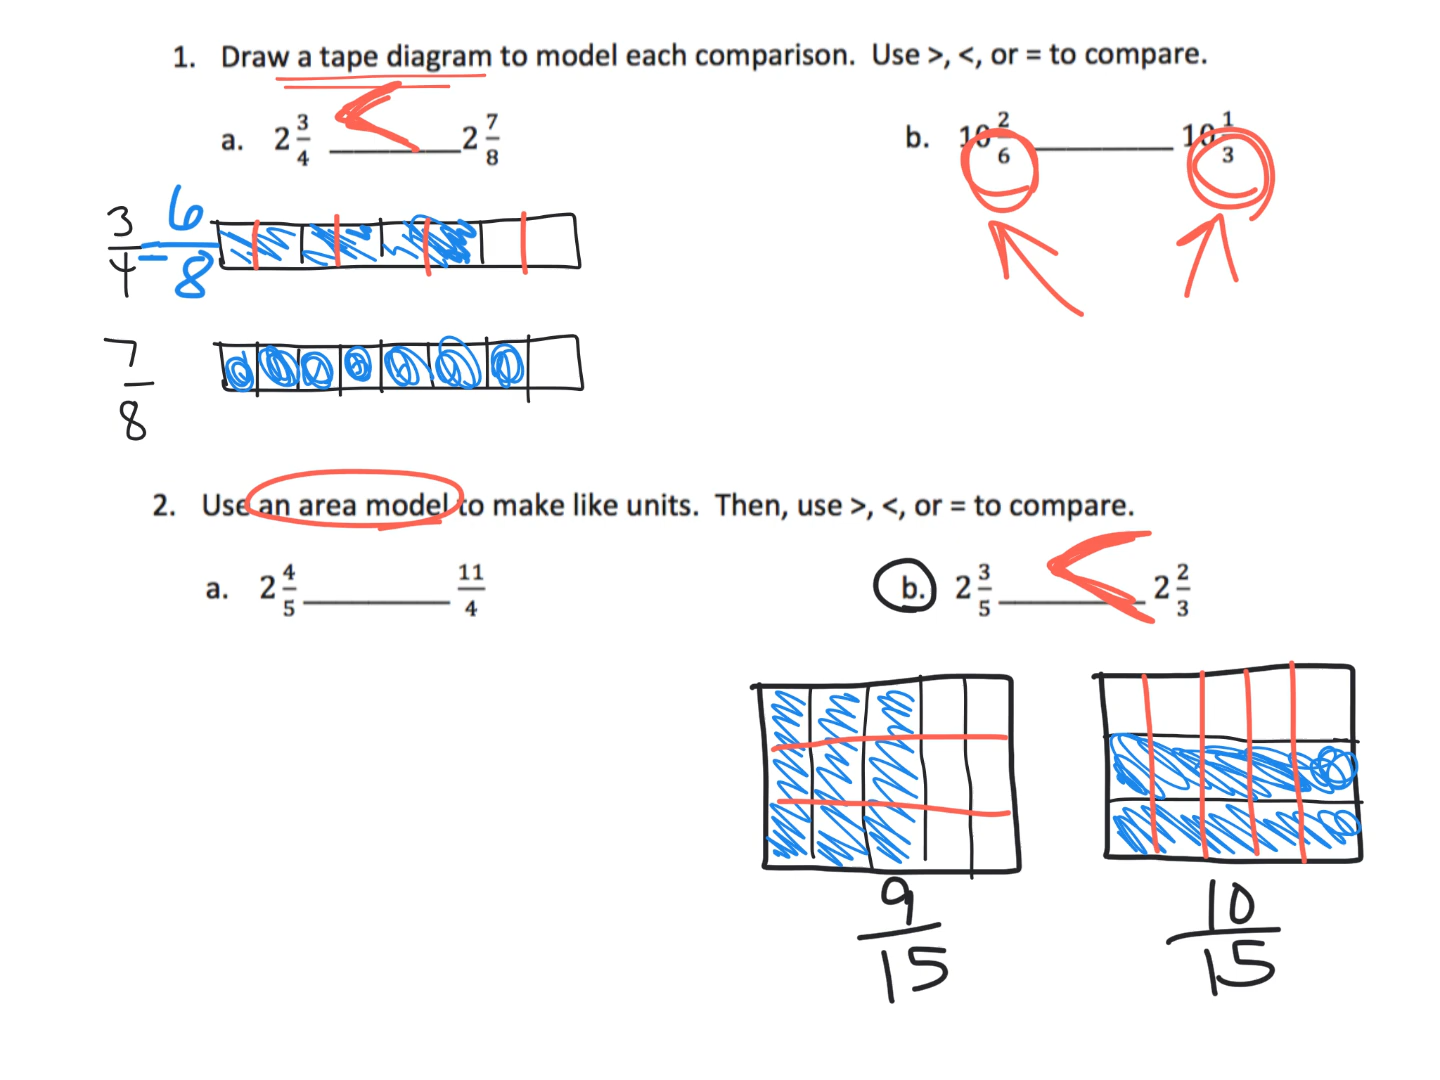 1. Draw a tape diagram to model each comparison. Use >, <, or = to compare.
a. 2 3/4 < 2 7/8
b. 10 2/6 ________ 10 1/3
3/4 = 6/8
7/8
2. Use an area model to make like units. Then, use >, <, or = to compare.
a. 2 4/5 ________ 11/4
b. 2 3/5 < 2 2/3
9/15
10/15